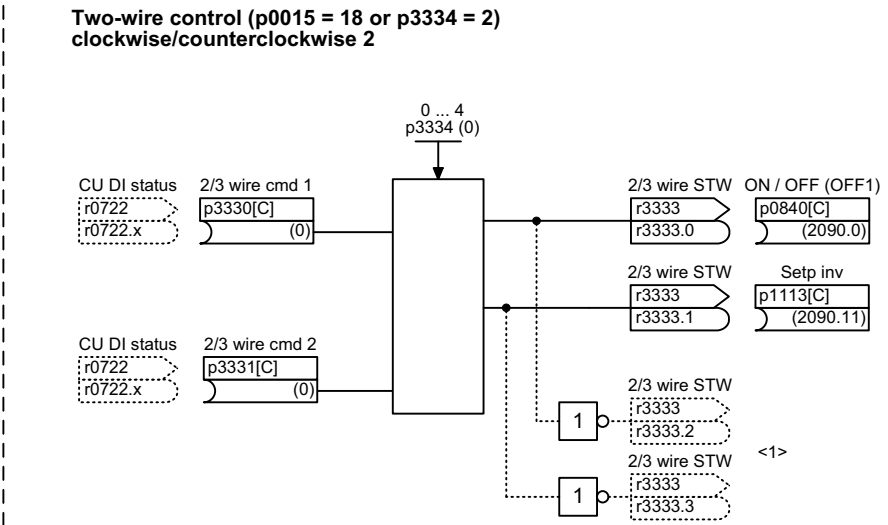 Two-wire control (p0015 = 18 or p3334 = 2)
clockwise/counterclockwise 2
0 ... 4
p3334 (0)
CU DI status
r0722
r0722.x
2/3 wire cmd 1
p3330[C]
(0)
2/3 wire STW
r3333
r3333.0
ON / OFF (OFF1)
p0840[C]
(2090.0)
2/3 wire STW
r3333
r3333.1
Setp inv
p1113[C]
(2090.11)
CU DI status
r0722
r0722.x
2/3 wire cmd 2
p3331[C]
(0)
1
2/3 wire STW
r3333
r3333.2
<1>
1
2/3 wire STW
r3333
r3333.3